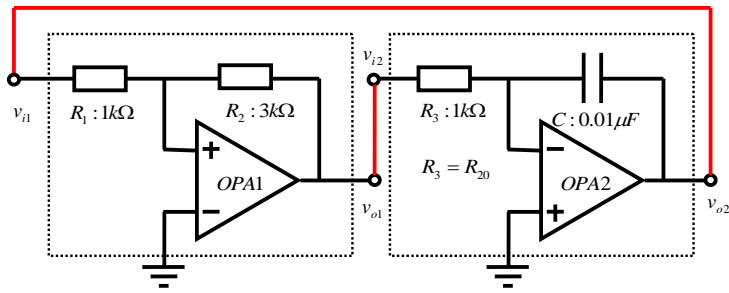 v_{i1}
R_1 : 1kΩ
R_2 : 3kΩ
+
OPA1
−
v_{o1}
v_{i2}
R_3 : 1kΩ
C : 0.01μF
R_3 = R_{20}
−
OPA2
+
v_{o2}